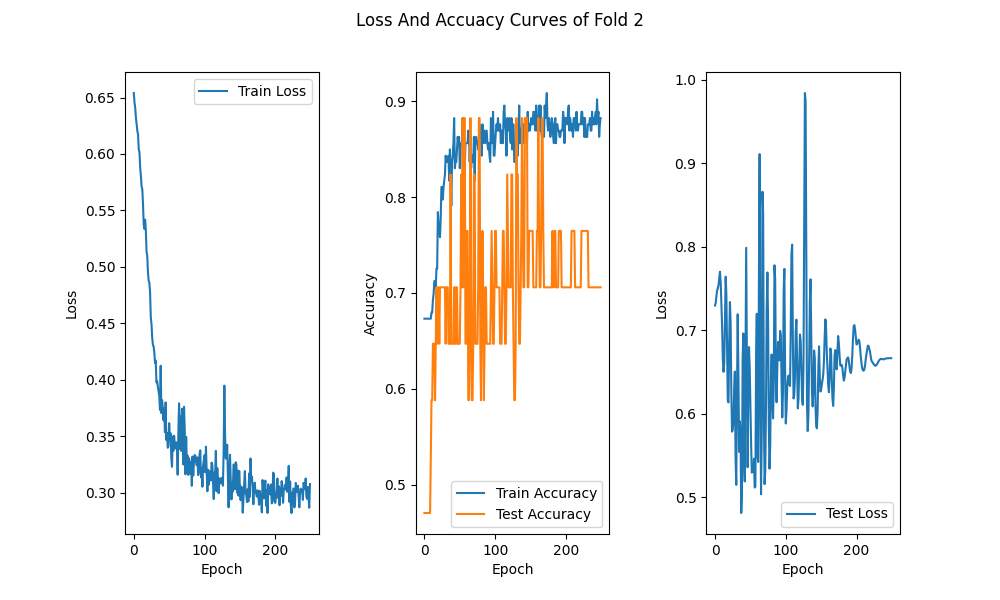 Loss And Accuacy Curves of Fold 2
0.65
0.60
0.55
0.50
0.45
0.40
0.35
0.30
Loss
Train Loss
0
100
200
Epoch
0.9
0.8
0.7
0.6
0.5
Accuracy
Train Accuracy
Test Accuracy
0
100
200
Epoch
1.0
0.9
0.8
0.7
0.6
0.5
Loss
Test Loss
0
100
200
Epoch